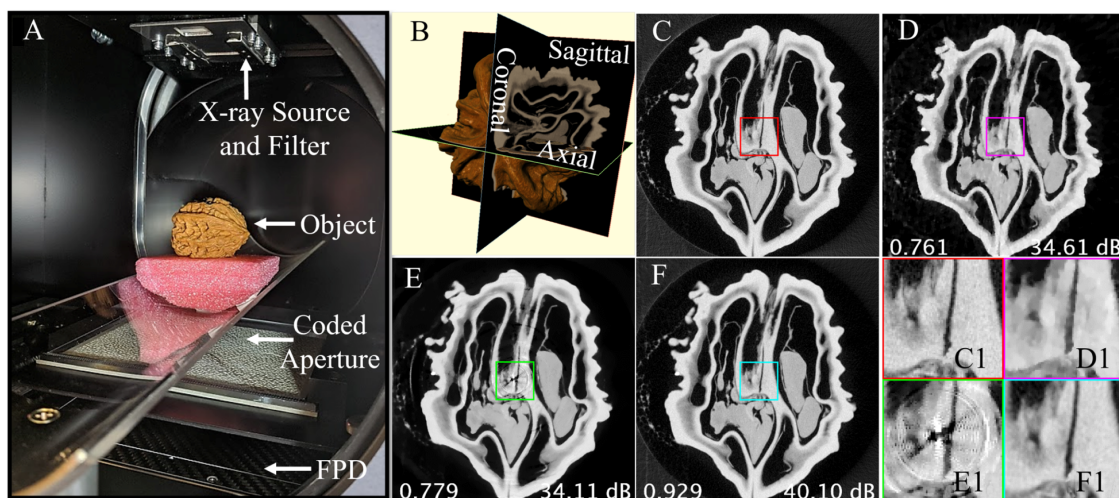 A
X-ray Source
and Filter
Object
Coded
Aperture
FPD
B
Coronal
Sagittal
Axial
C
D
0.761 34.61 dB
E
0.779 34.11 dB
F
0.929 40.10 dB
C1
D1
E1
F1